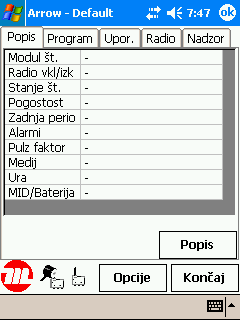 Arrow - Default 7:47 ok
Popis Program Upor. Radio Nadzor
Modul št. -
Radio vkl/izk -
Stanje št. -
Pogostost -
Zadnja perio -
Alarmi -
Pulz faktor -
Medij -
Ura -
MID/Baterija -
Popis
Opcije Končaj